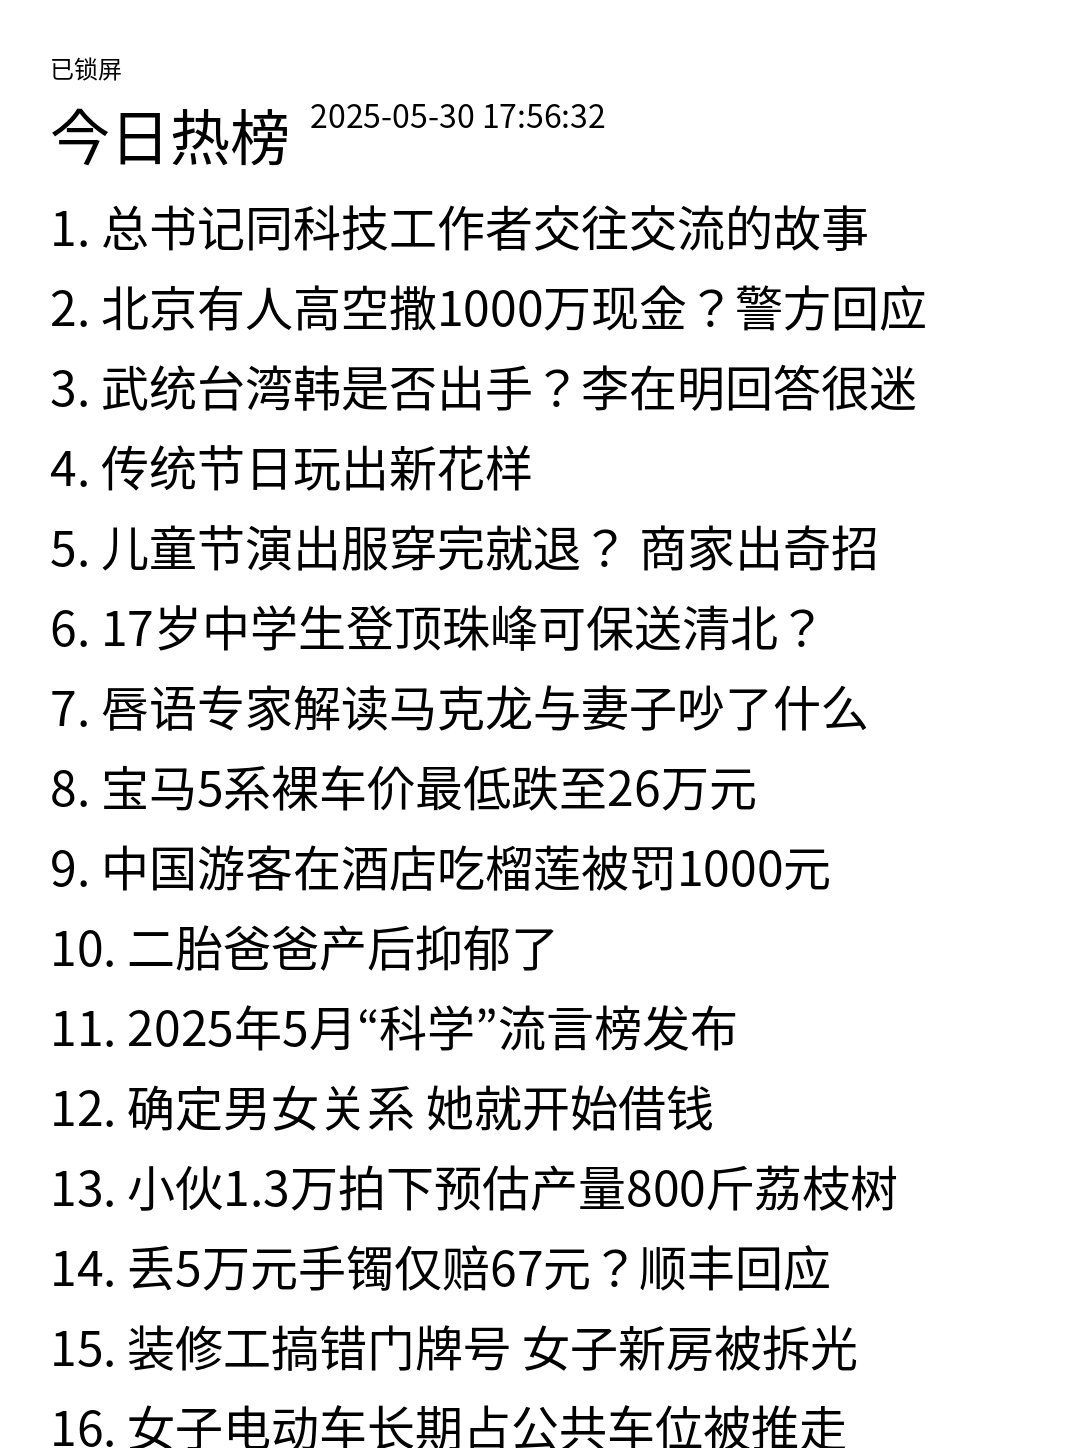 已锁屏
今日热榜 2025-05-30 17:56:32
1. 总书记同科技工作者交往交流的故事
2. 北京有人高空撒1000万现金？警方回应
3. 武统台湾韩是否出手？李在明回答很迷
4. 传统节日玩出新花样
5. 儿童节演出服穿完就退？ 商家出奇招
6. 17岁中学生登顶珠峰可保送清北？
7. 唇语专家解读马克龙与妻子吵了什么
8. 宝马5系裸车价最低跌至26万元
9. 中国游客在酒店吃榴莲被罚1000元
10. 二胎爸爸产后抑郁了
11. 2025年5月“科学”流言榜发布
12. 确定男女关系 她就开始借钱
13. 小伙1.3万拍下预估产量800斤荔枝树
14. 丢5万元手镯仅赔67元？顺丰回应
15. 装修工搞错门牌号 女子新房被拆光
16. 女子电动车长期占公共车位被推走